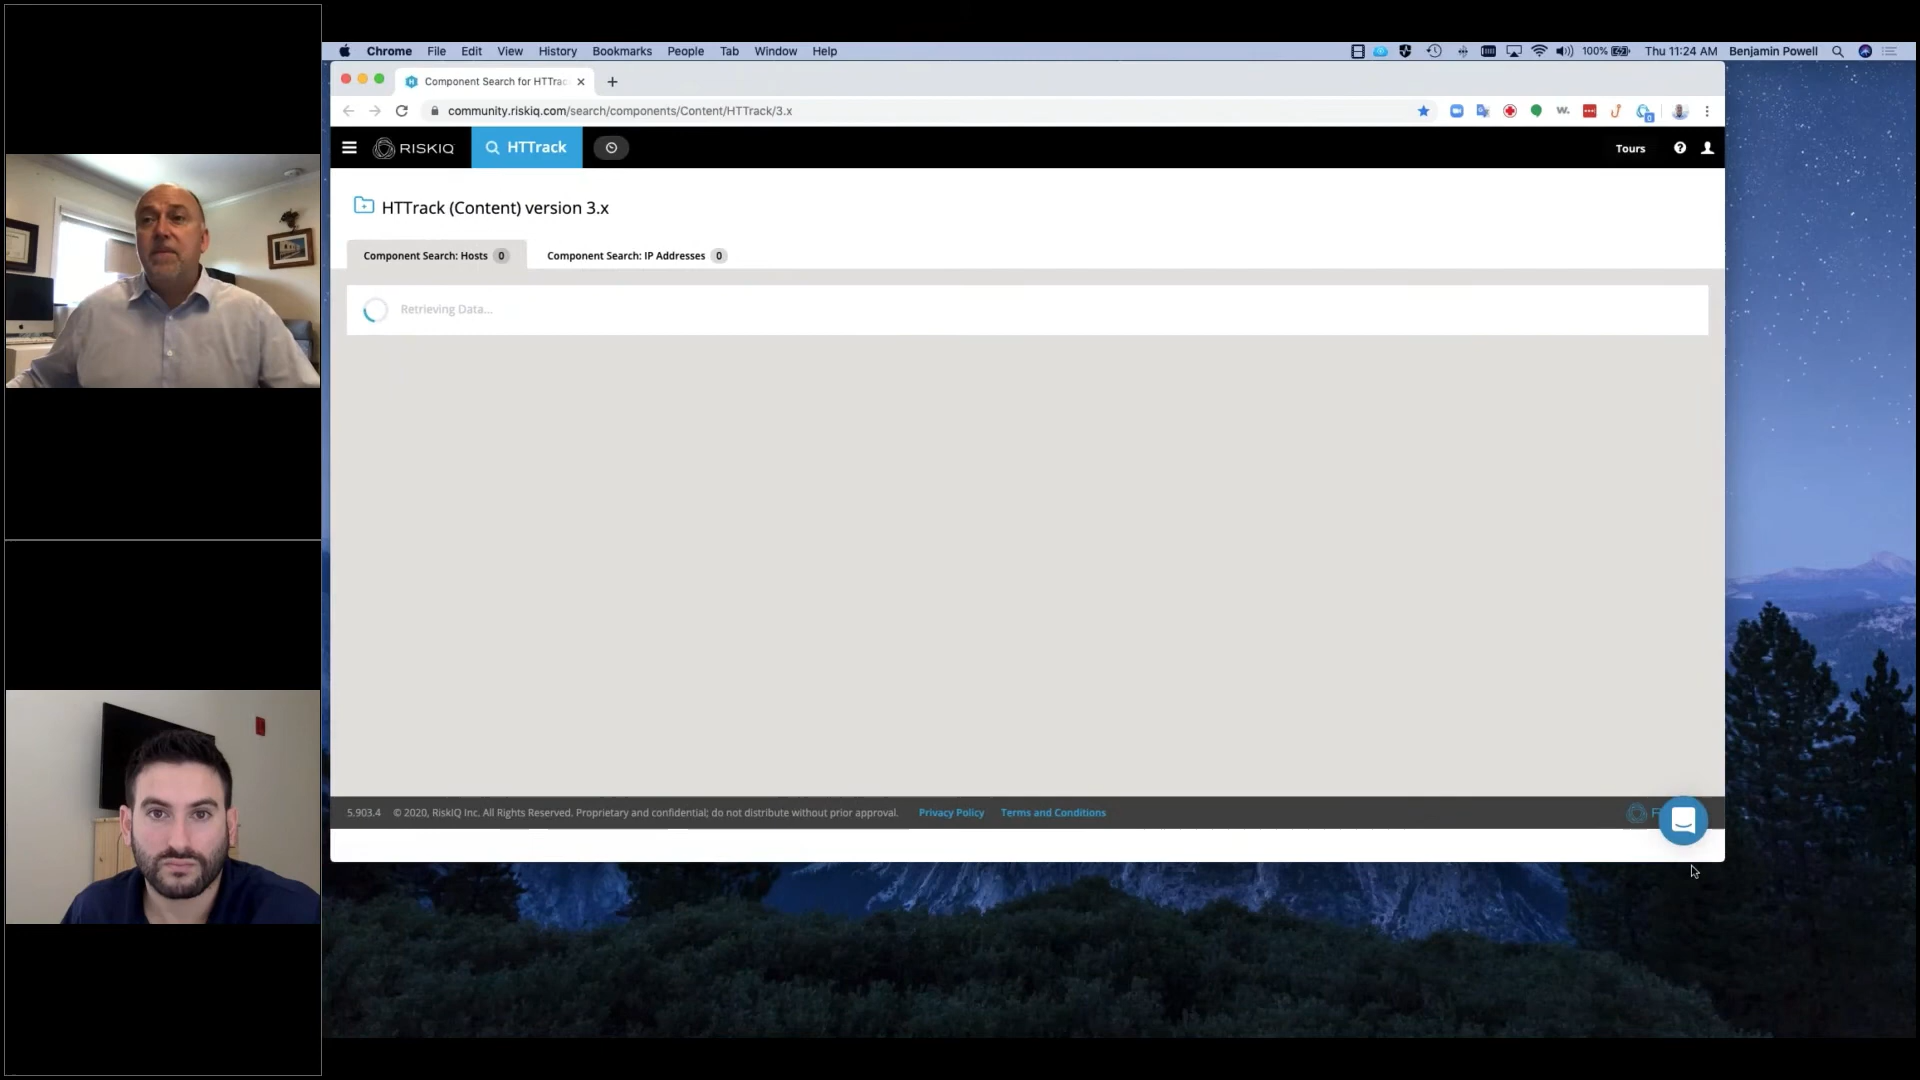 Chrome File Edit View History Bookmarks People Tab Window Help
100% Thu 11:24 AM Benjamin Powell
Component Search for HTTrac
community.riskiq.com/search/components/Content/HTTrack/3.x
w.
0
RISKIQ
HTTrack
Tours
HTTrack (Content) version 3.x
Component Search: Hosts 0
Component Search: IP Addresses 0
Retrieving Data...
5.903.4 © 2020, RiskIQ Inc. All Rights Reserved. Proprietary and confidential; do not distribute without prior approval. Privacy Policy Terms and Conditions